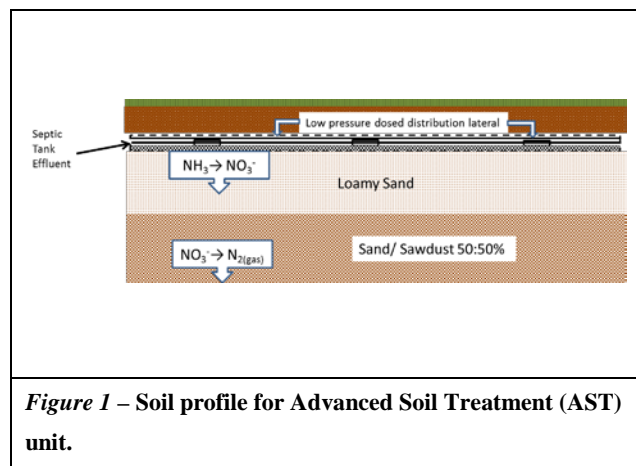 Low pressure dosed distribution lateral
Septic
Tank
Effluent
NH₃→ NO₃⁻
Loamy Sand
Sand/ Sawdust 50:50%
NO₃⁻→ N₂(gas)
Figure 1 – Soil profile for Advanced Soil Treatment (AST)
unit.